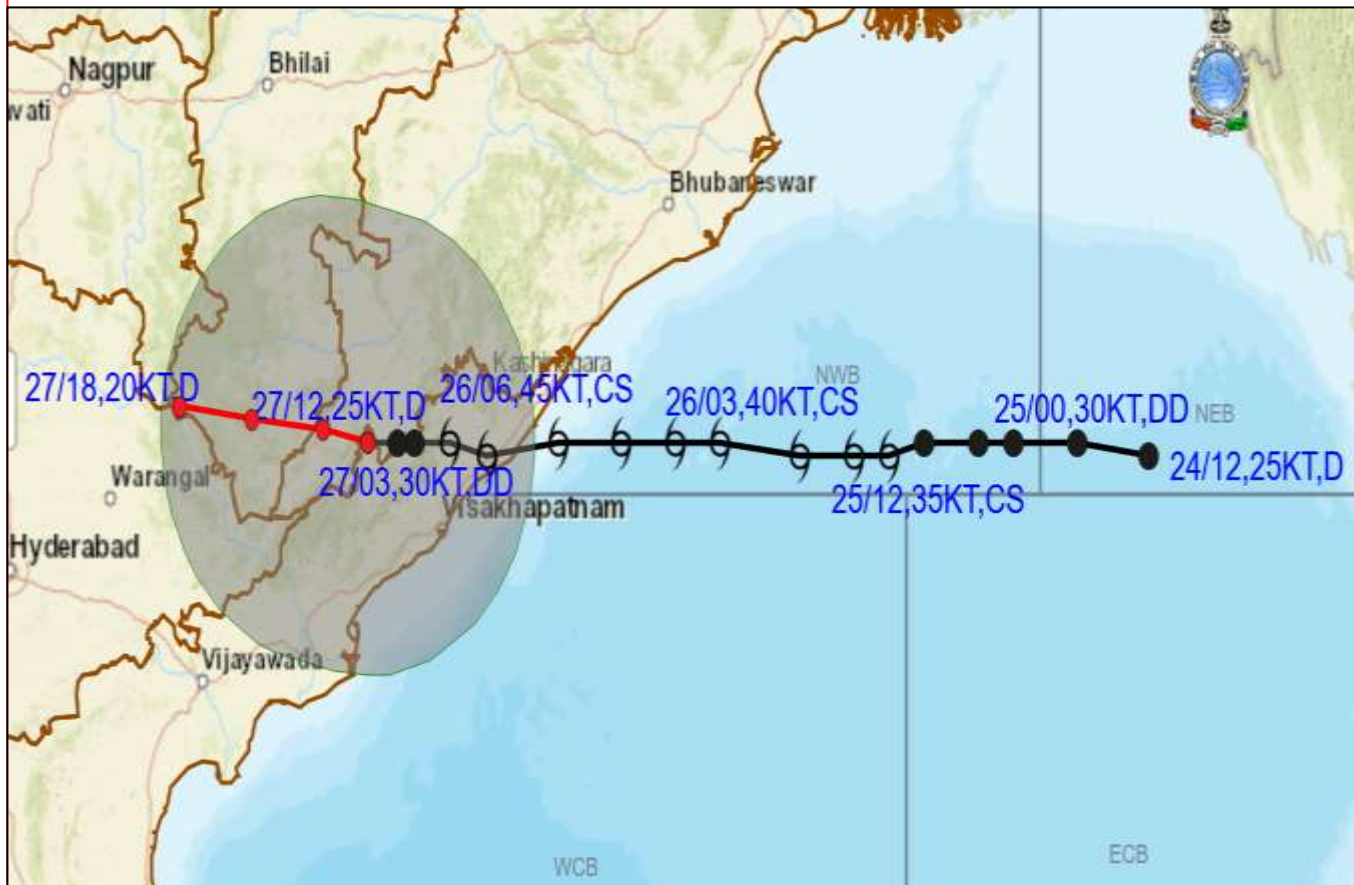 Nagpur
Bhilai
wati
Bhubaneswar
Kashinagara
26/06,45KT,CS
NWB
27/18,20KT,D
27/12,25KT,D
26/03,40KT,CS
25/00,30KT,DD
NEB
24/12,25KT,D
27/03,30KT,DD
Warangal
25/12,35KT,CS
Visakhapatnam
Hyderabad
Vijayawada
WCB
ECB